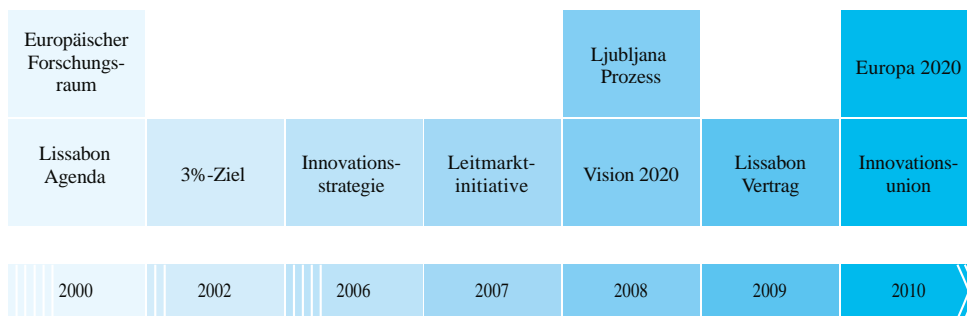 Europäischer
Forschungs-
raum
Ljubljana
Prozess
Europa 2020
Lissabon
Agenda
3%-Ziel
Innovations-
strategie
Leitmarkt-
initiative
Vision 2020
Lissabon
Vertrag
Innovations-
union
2000
2002
2006
2007
2008
2009
2010